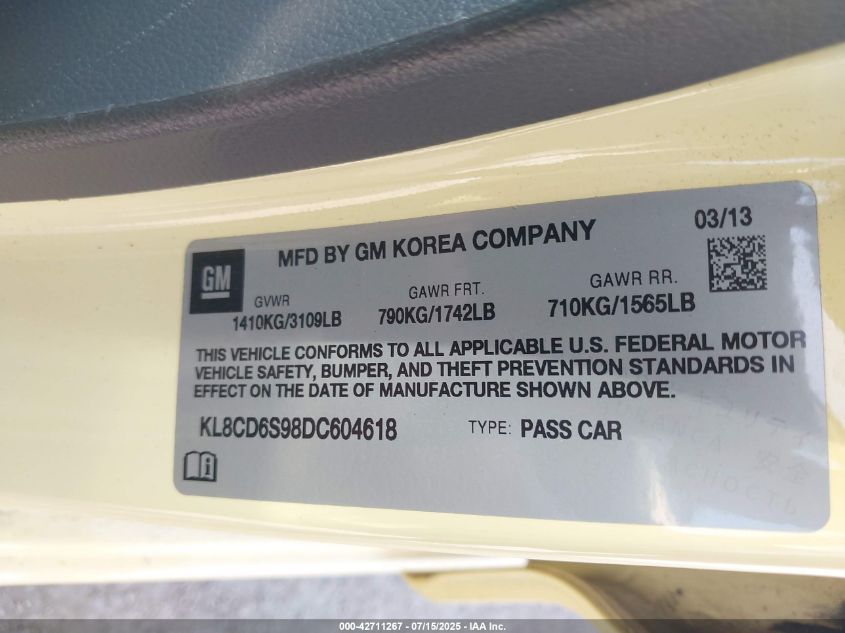 MFD BY GM KOREA COMPANY
03/13
GM
GVWR
1410KG/3109LB
GAWR FRT.
790KG/1742LB
GAWR RR.
710KG/1565LB
THIS VEHICLE CONFORMS TO ALL APPLICABLE U.S. FEDERAL MOTOR
VEHICLE SAFETY, BUMPER, AND THEFT PREVENTION STANDARDS IN
EFFECT ON THE DATE OF MANUFACTURE SHOWN ABOVE.
KL8CD6S98DC604618
TYPE: PASS CAR
000-42711267 - 07/15/2025 - IAA Inc.